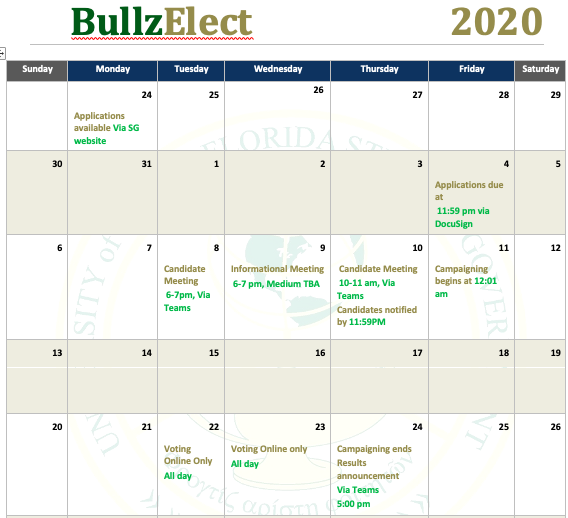 BullzElect 2020
Sunday Monday Tuesday Wednesday Thursday Friday Saturday
24 25 26 27 28 29
Applications
available Via SG
website
30 31 1 2 3 4 5
Applications due
at
11:59 pm via
DocuSign
6 7 8 9 10 11 12
Candidate
Meeting
6-7pm, Via
Teams
Informational Meeting
6-7 pm, Medium TBA
Candidate Meeting
10-11 am, Via
Teams
Candidates notified
by 11:59PM
Campaigning
begins at 12:01
am
13 14 15 16 17 18 19
20 21 22 23 24 25 26
Voting
Online Only
All day
Voting Online only
All day
Campaigning ends
Results
announcement
Via Teams
5:00 pm